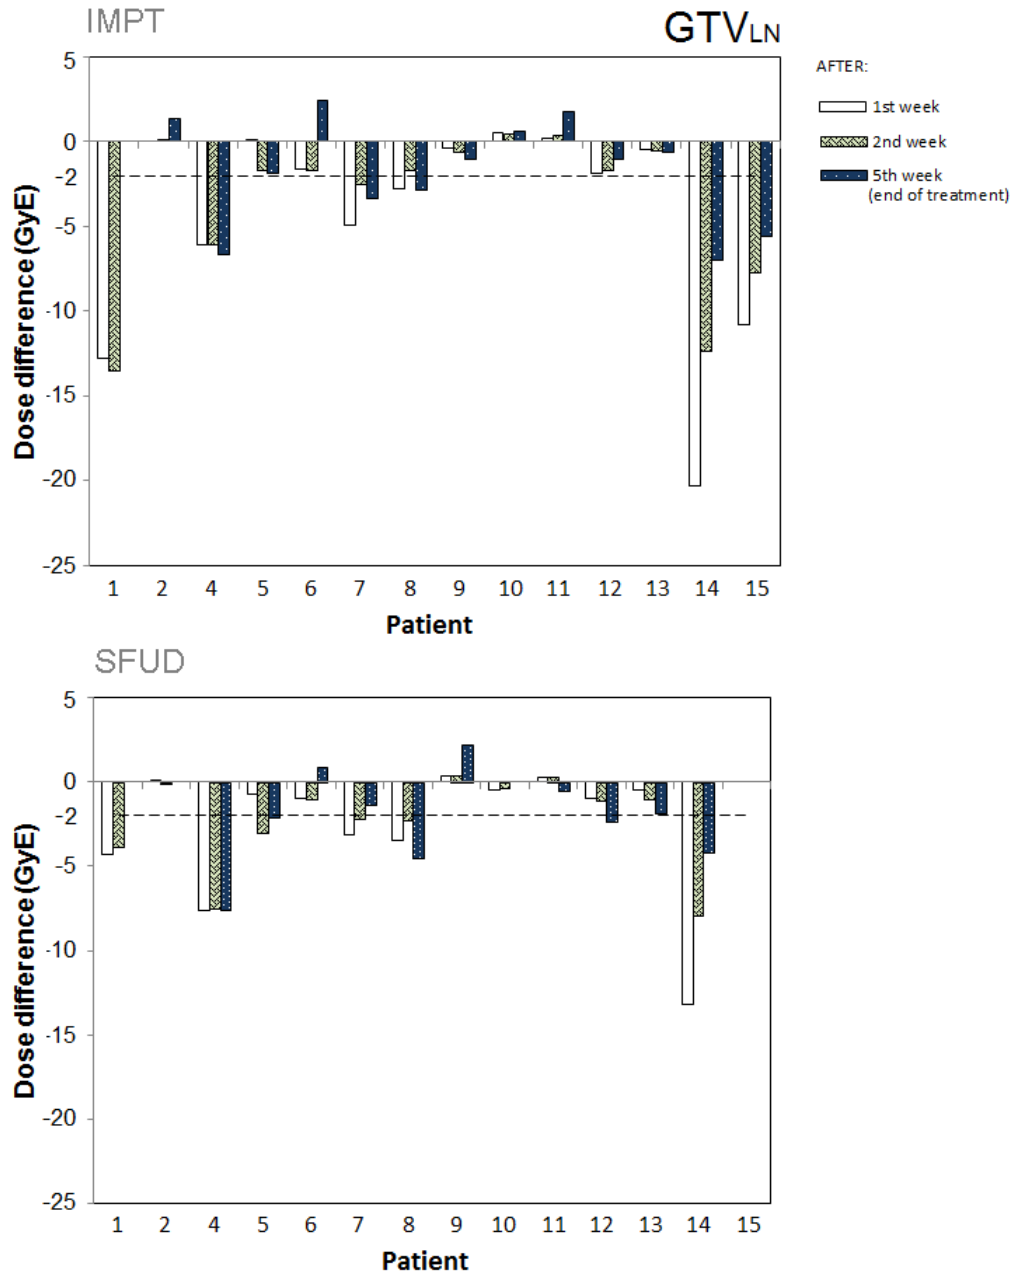 IMPT GTVLN
AFTER:
1st week
2nd week
5th week
(end of treatment)
5
0
-2
-5
-10
-15
-20
-25
Dose difference (GyE)
1 2 4 5 6 7 8 9 10 11 12 13 14 15
Patient
SFUD
5
0
-2
-5
-10
-15
-20
-25
Dose difference (GyE)
1 2 4 5 6 7 8 9 10 11 12 13 14 15
Patient